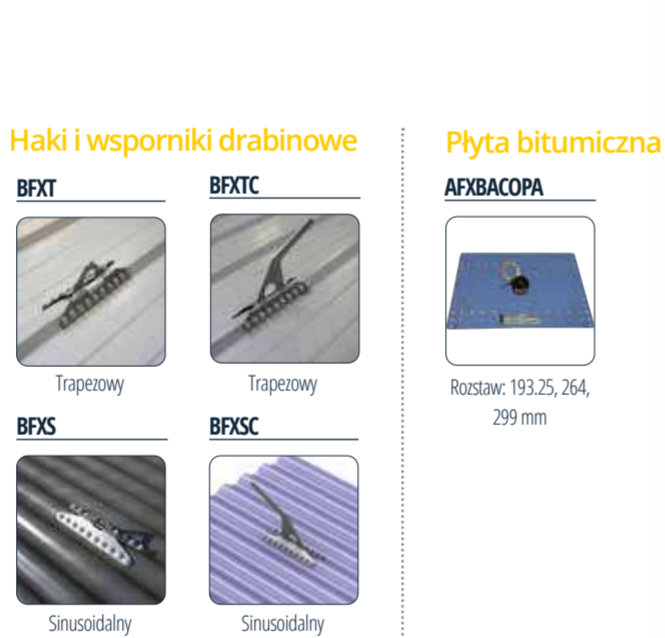 Haki i wsporniki drabinowe
BFXT
Trapezowy
BFXTC
Trapezowy
BFXS
Sinusoidalny
BFXSC
Sinusoidalny
Płyta bitumiczna
AFXBACOPA
Rozstaw: 193.25, 264,
299 mm